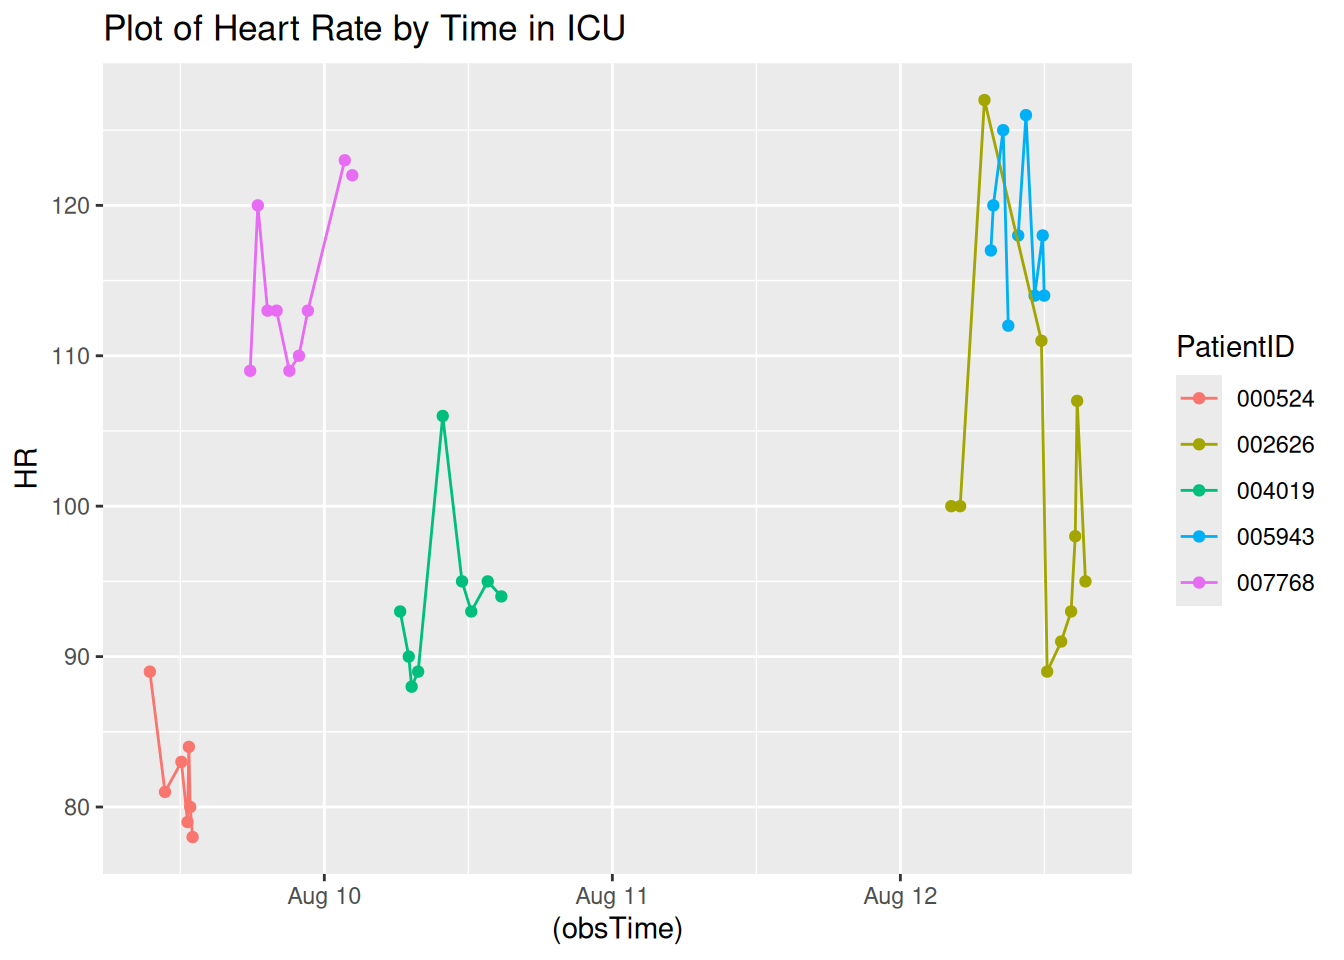 Plot of Heart Rate by Time in ICU
HR
120
110
100
90
80
Aug 10
Aug 11
Aug 12
(obsTime)
PatientID
000524
002626
004019
005943
007768